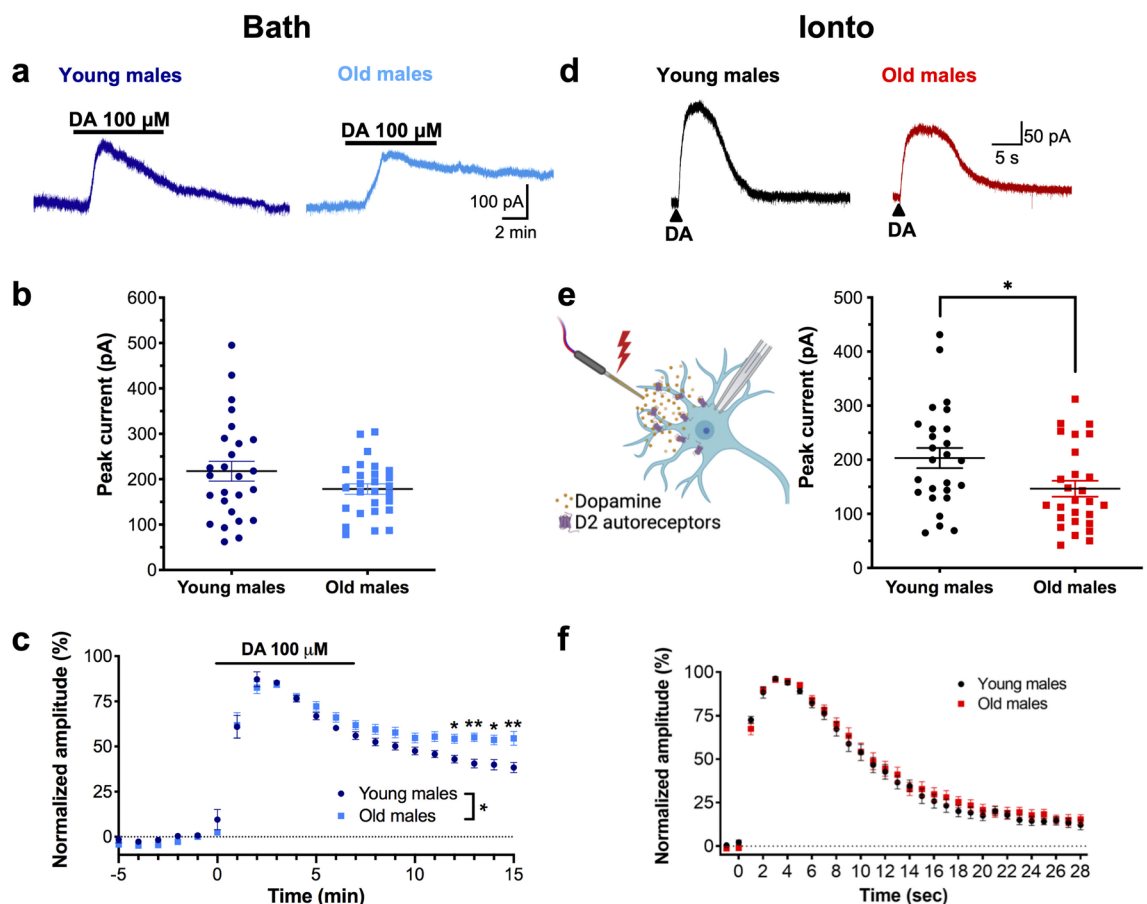 Bath
Ionto
a
Young males
Old males
DA 100 µM
DA 100 µM
100 pA
2 min
d
Young males
Old males
50 pA
5 s
DA
DA
b
Peak current (pA)
600
500
400
300
200
100
0
Young males
Old males
e
Dopamine
D2 autoreceptors
*
Peak current (pA)
500
400
300
200
100
0
Young males
Old males
c
DA 100 µM
Normalized amplitude (%)
100
75
50
25
0
* ** * **
Young males
Old males
*
-5 0 5 10 15
Time (min)
f
Normalized amplitude (%)
100
75
50
25
0
Young males
Old males
0 2 4 6 8 10 12 14 16 18 20 22 24 26 28
Time (sec)